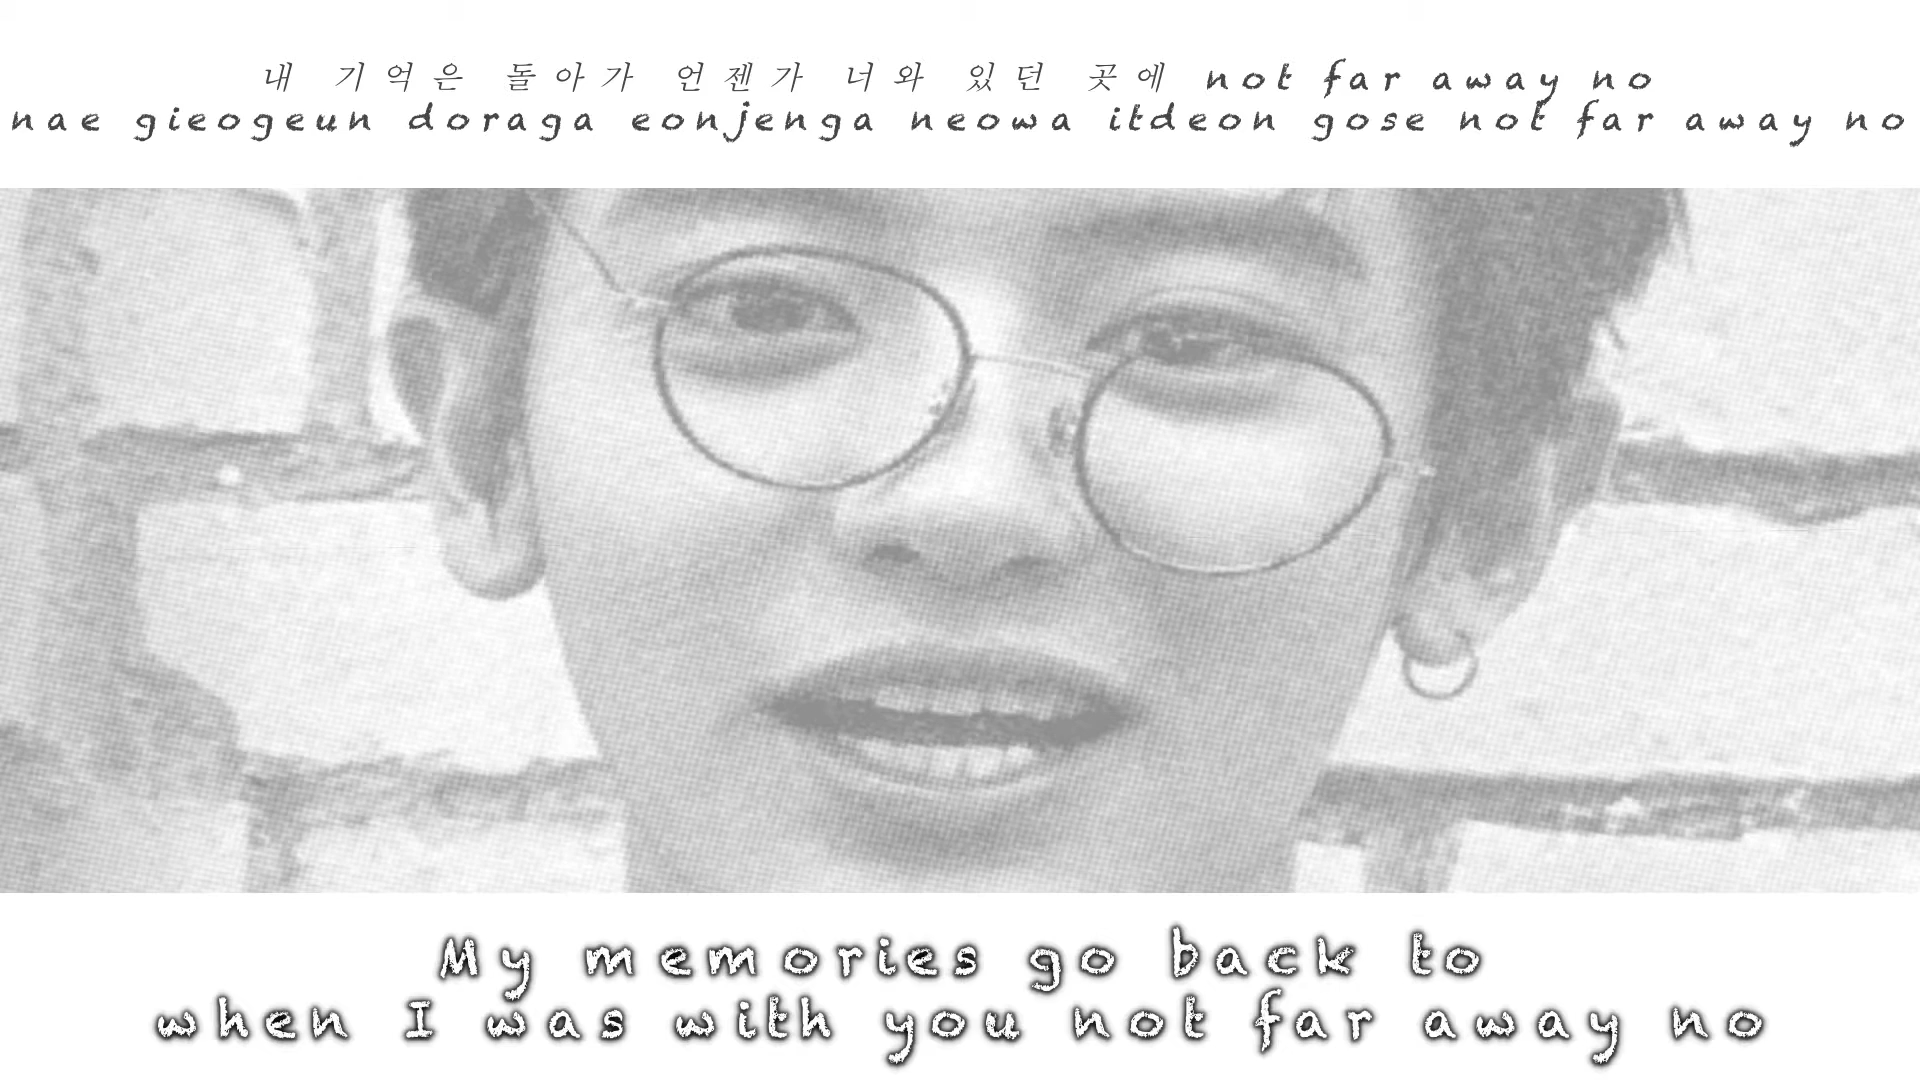 내 기억은 돌아가 언젠가 너와 있던 곳에 not far away no
nae gieogeun doraga eonjenga neowa itdeon gose not far away no
My memories go back to
when I was with you not far away no